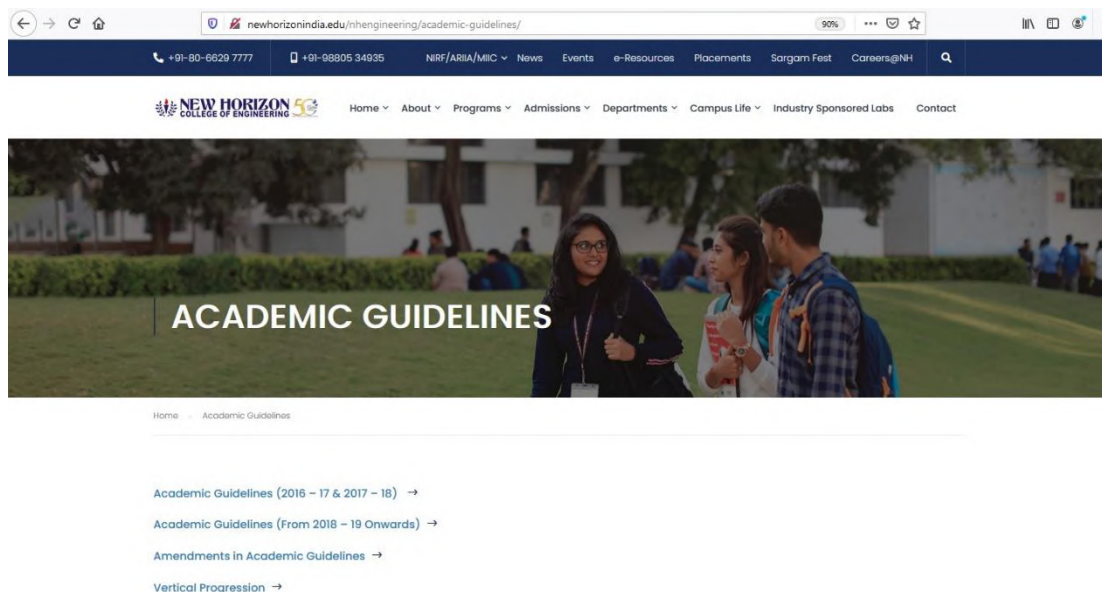 newhorizonindia.edu/nhengineering/academic-guidelines/
90%
+91-80-6629 7777
+91-98805 34935
NIRF/ARIIA/MIIC
News
Events
e-Resources
Placements
Sargam Fest
Careers@NH
NEW HORIZON
COLLEGE OF ENGINEERING
Home
About
Programs
Admissions
Departments
Campus Life
Industry Sponsored Labs
Contact
ACADEMIC GUIDELINES
Home
Academic Guidelines
Academic Guidelines (2016 – 17 & 2017 – 18) →
Academic Guidelines (From 2018 – 19 Onwards) →
Amendments in Academic Guidelines →
Vertical Progression →